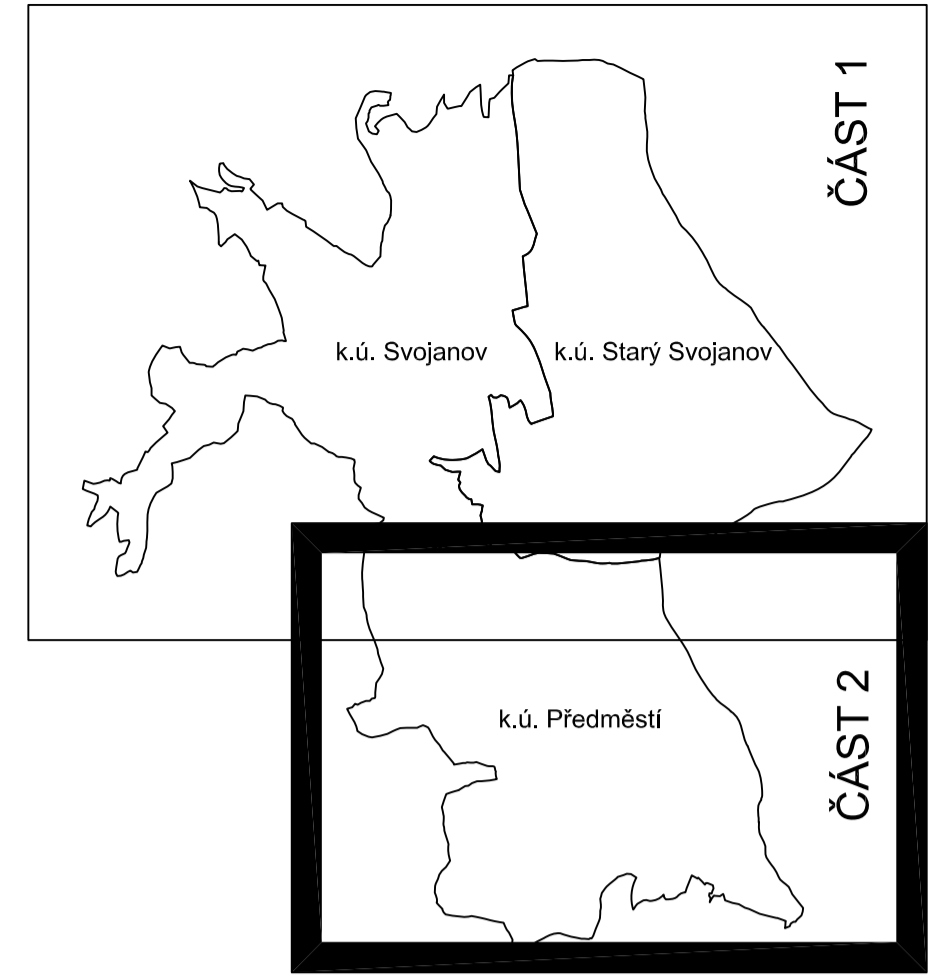 ČÁST 1
k.ú. Svojanov
k.ú. Starý Svojanov
k.ú. Předměstí
ČÁST 2